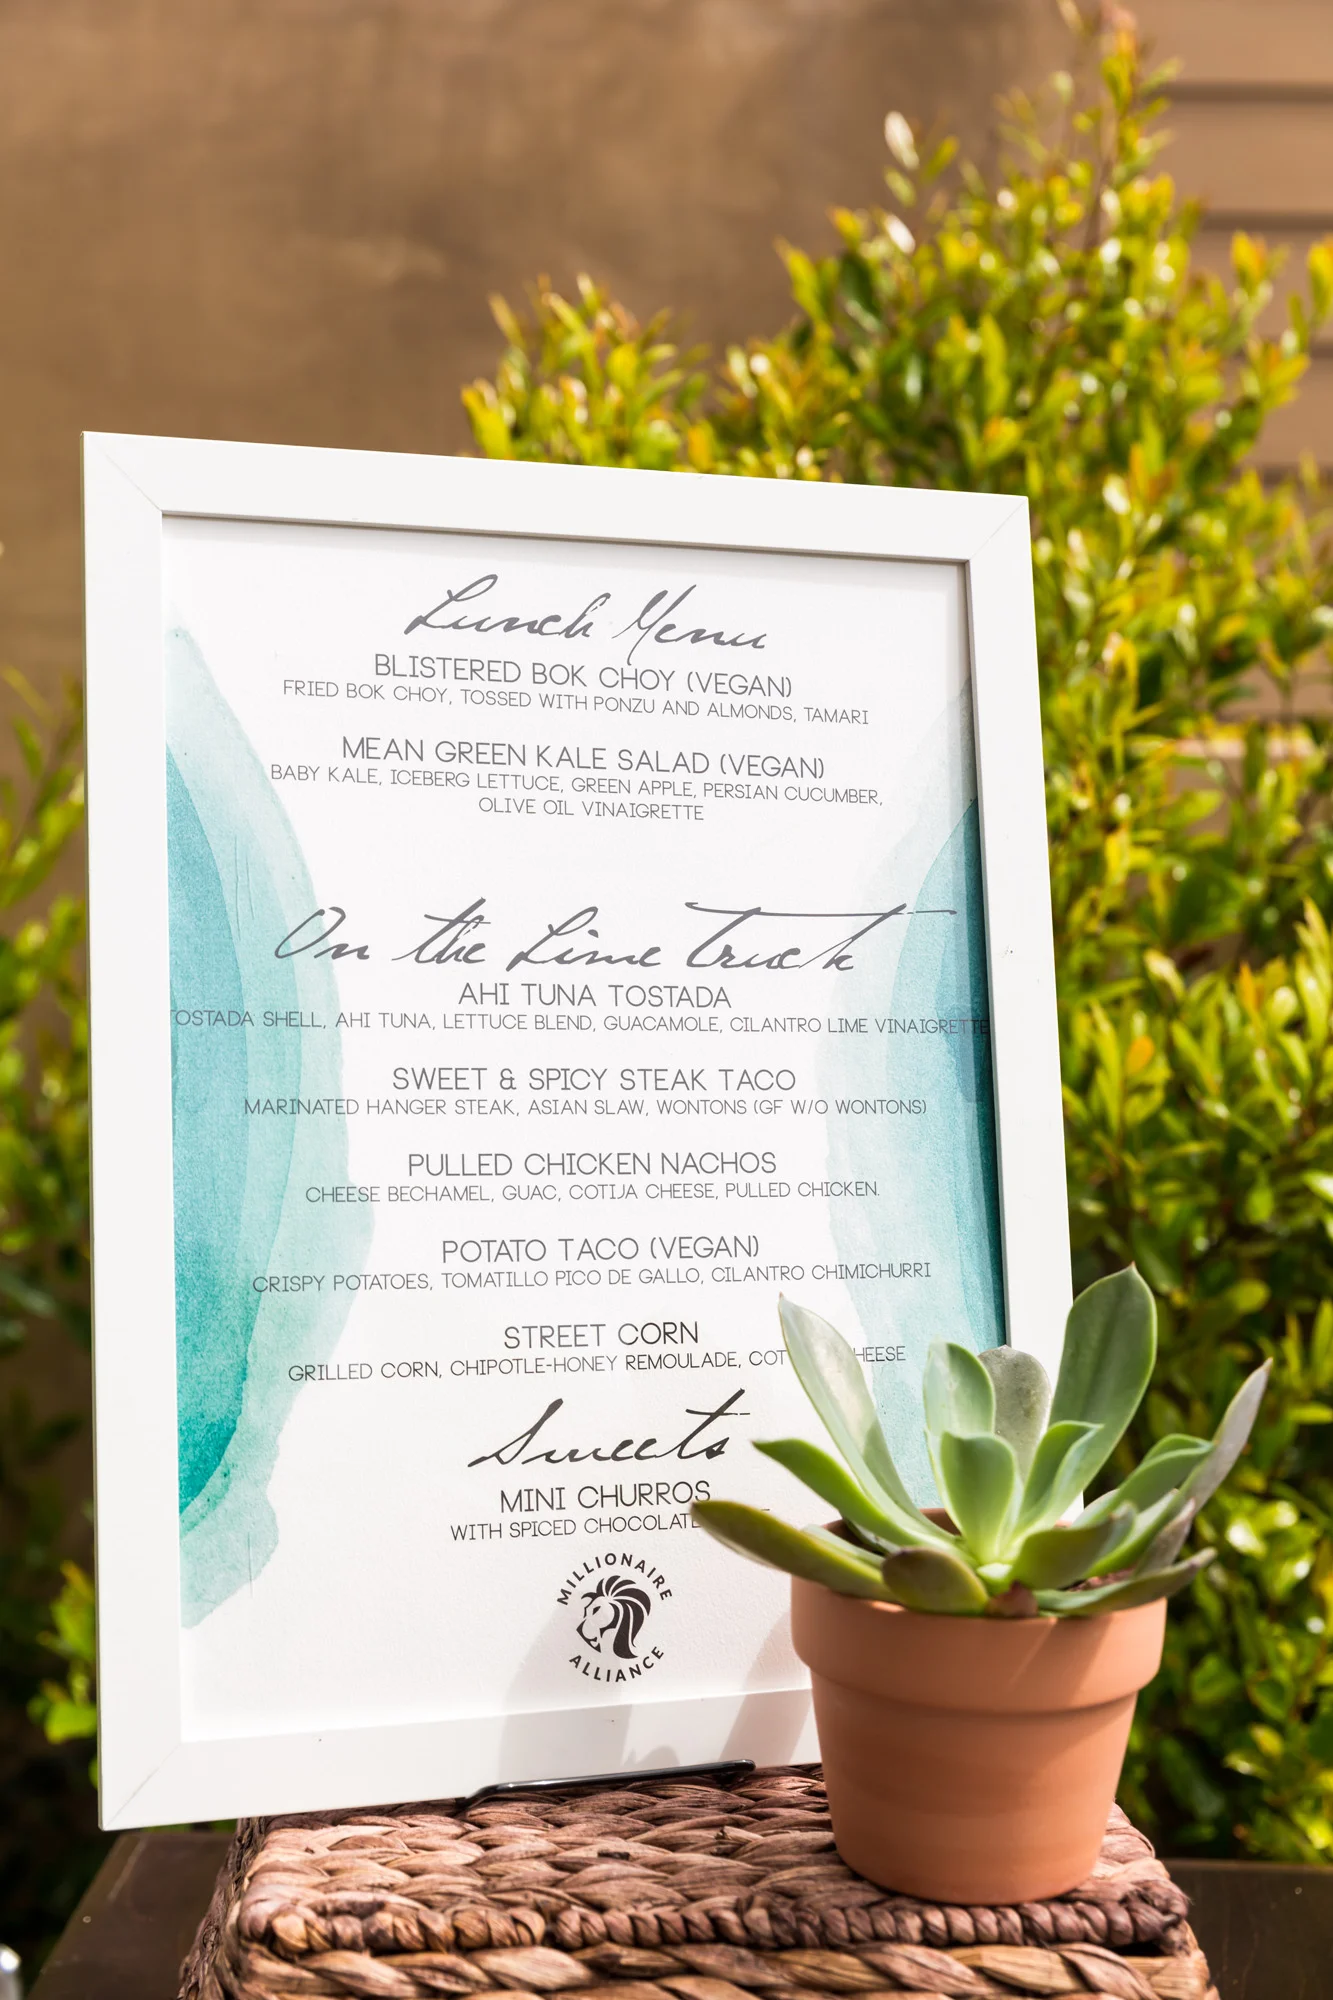 Lunch Menu
BLISTERED BOK CHOY (VEGAN)
FRIED BOK CHOY, TOSSED WITH PONZU AND ALMONDS, TAMARI
MEAN GREEN KALE SALAD (VEGAN)
BABY KALE, ICEBERG LETTUCE, GREEN APPLE, PERSIAN CUCUMBER,
OLIVE OIL VINAIGRETTE
On the Lime Truck
AHI TUNA TOSTADA
TOSTADA SHELL, AHI TUNA, LETTUCE BLEND, GUACAMOLE, CILANTRO LIME VINAIGRETTE
SWEET & SPICY STEAK TACO
MARINATED HANGER STEAK, ASIAN SLAW, WONTONS (GF W/O WONTONS)
PULLED CHICKEN NACHOS
CHEESE BECHAMEL, GUAC, COTIJA CHEESE, PULLED CHICKEN.
POTATO TACO (VEGAN)
CRISPY POTATOES, TOMATILLO PICO DE GALLO, CILANTRO CHIMICHURRI
STREET CORN
GRILLED CORN, CHIPOTLE-HONEY REMOULADE,
Sweets
MINI CHURROS
WITH SPICED CHOCOLATE
MILLIONAIRE
ALLIANCE